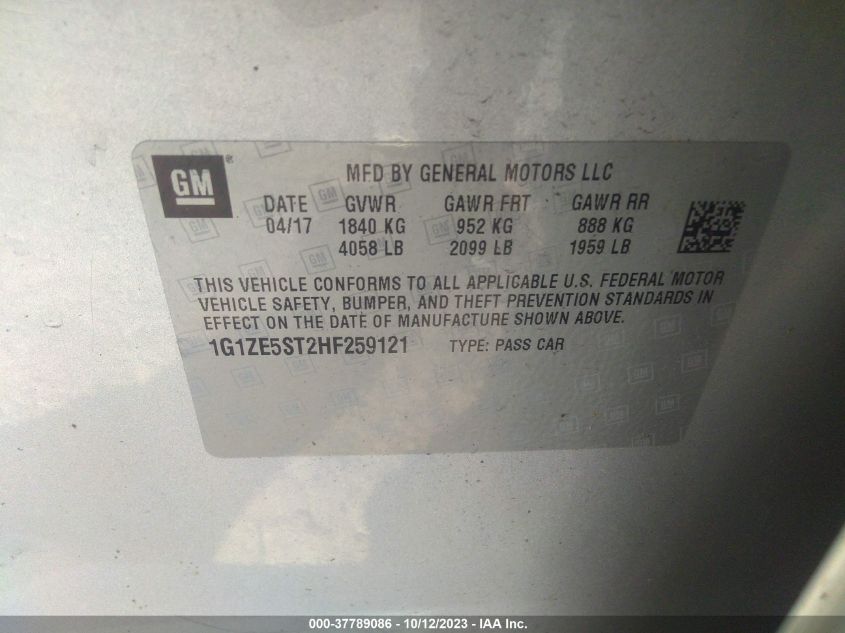 GM®
MFD BY GENERAL MOTORS LLC
DATE GVWR GAWR FRT GAWR RR
04/17 1840 KG 952 KG 888 KG
4058 LB 2099 LB 1959 LB
THIS VEHICLE CONFORMS TO ALL APPLICABLE U.S. FEDERAL MOTOR
VEHICLE SAFETY, BUMPER, AND THEFT PREVENTION STANDARDS IN
EFFECT ON THE DATE OF MANUFACTURE SHOWN ABOVE.
1G1ZE5ST2HF259121 TYPE: PASS CAR
000-37789086 - 10/12/2023 - IAA Inc.